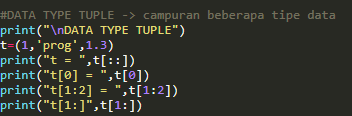 #DATA TYPE TUPLE -> campuran beberapa tipe data
print("\nDATA TYPE TUPLE")
t=(1,'prog',1.3)
print("t = ",t[::])
print("t[0] = ",t[0])
print("t[1:2] = ",t[1:2])
print("t[1:]",t[1:])